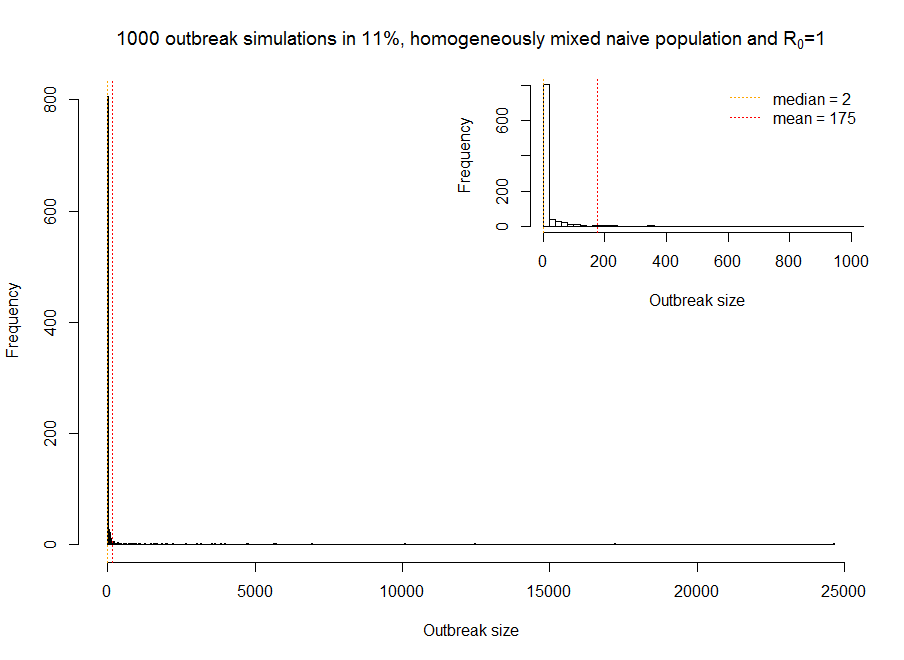 1000 outbreak simulations in 11%, homogeneously mixed naive population and R0=1
Frequency
0
200
400
600
800
0
5000
10000
15000
20000
25000
Outbreak size
Frequency
0
200
600
median = 2
mean = 175
0
200
400
600
800
1000
Outbreak size